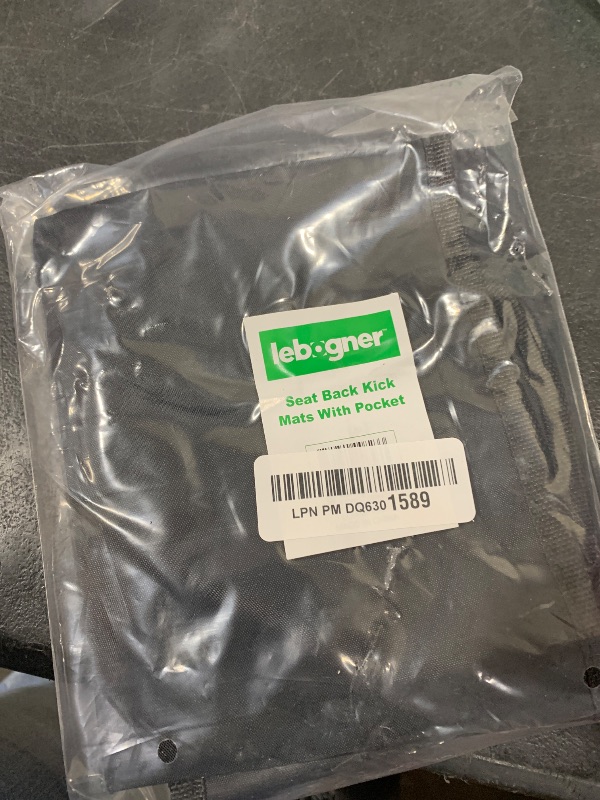 lebogner
Seat Back Kick
Mats With Pocket
LPN PM DQ630 1589